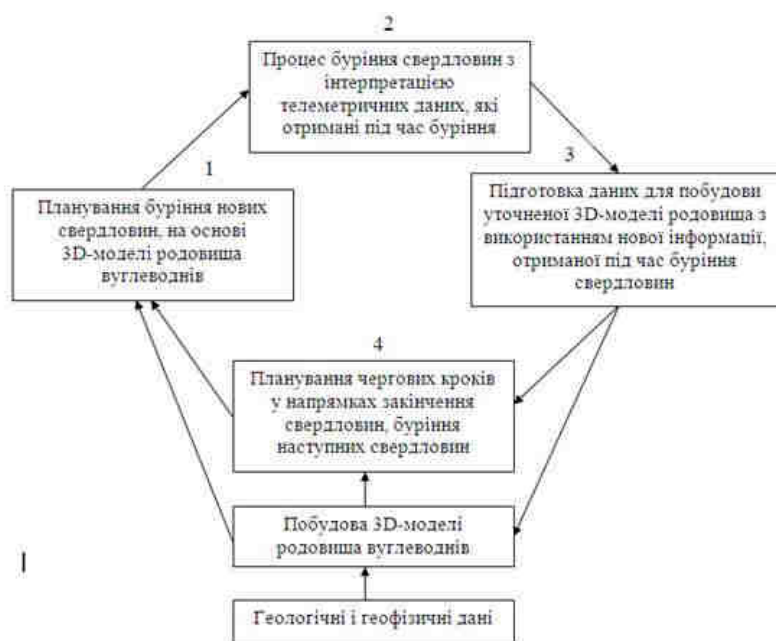 2
Процес буріння свердловин з
інтерпретацією
телеметричних даних, які
отримані під час буріння
1
Планування буріння нових
свердловин, на основі
3D-моделі родовища
вуглеводнів
3
Підготовка даних для побудови
уточненої 3D-моделі родовища з
використанням нової інформації,
отриманої під час буріння
свердловин
4
Планування чергових кроків
у напрямках закінчення
свердловин, буріння
наступних свердловин
Побудова 3D-моделі
родовища вуглеводнів
Геологічні і геофізичні дані